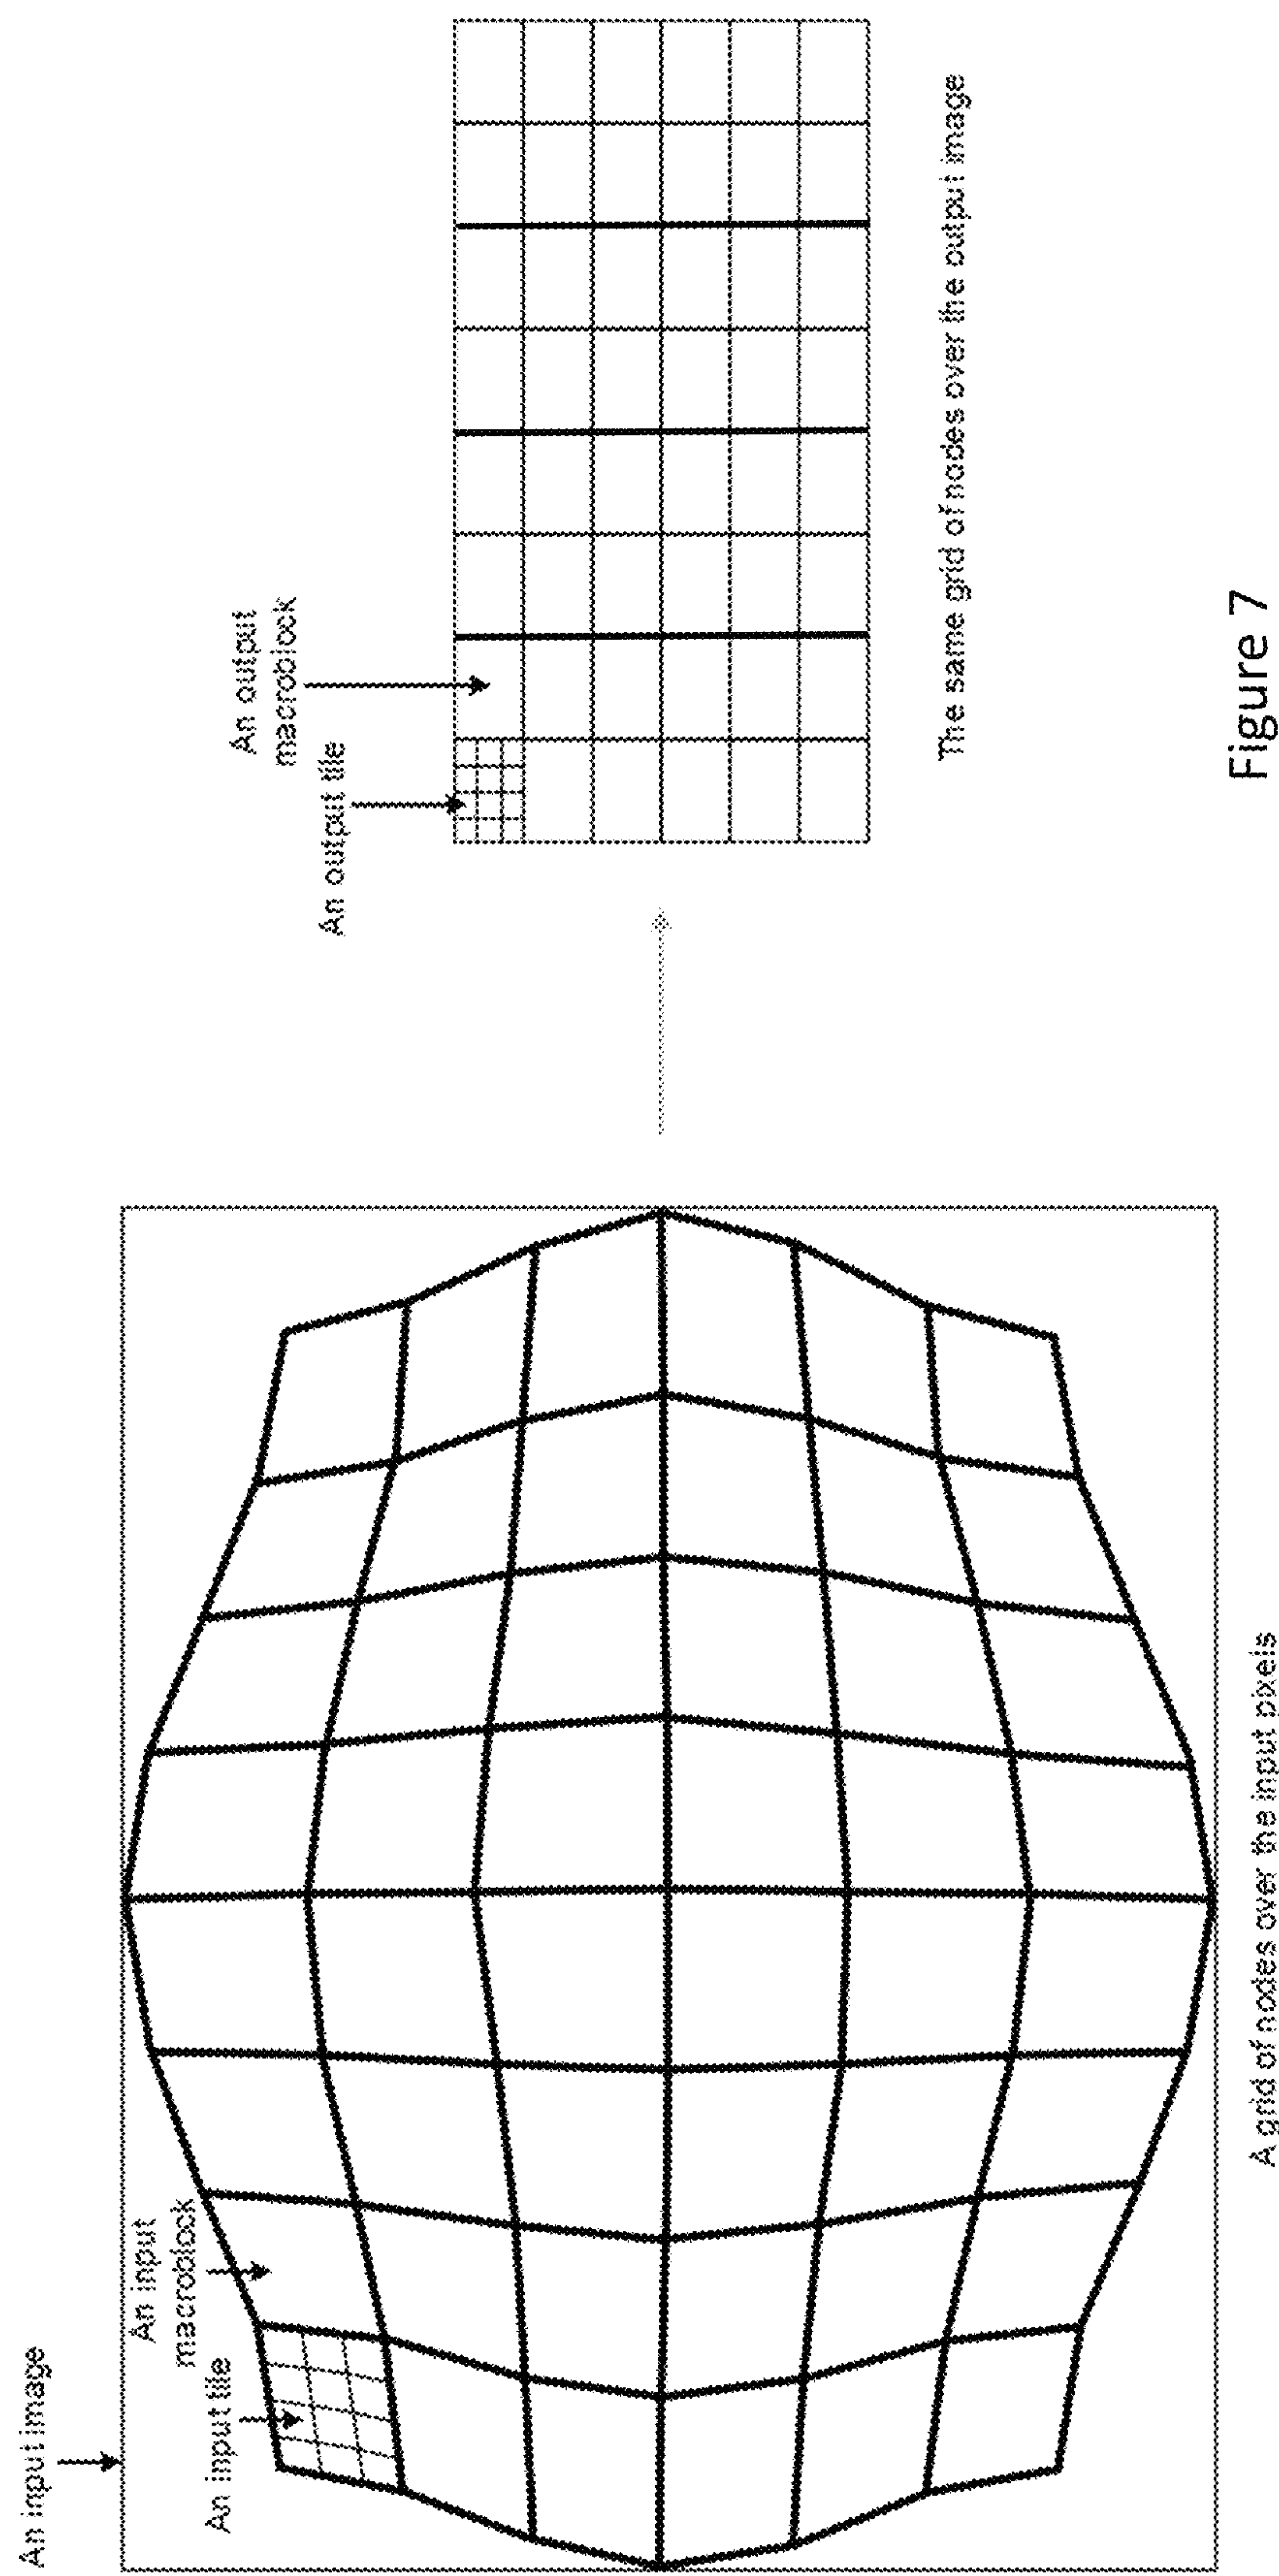 An input image
An input
macroblock
An input tile
A grid of nodes over the input pixels
An output
macroblock
An output tile
The same grid of nodes over the output image
Figure 7